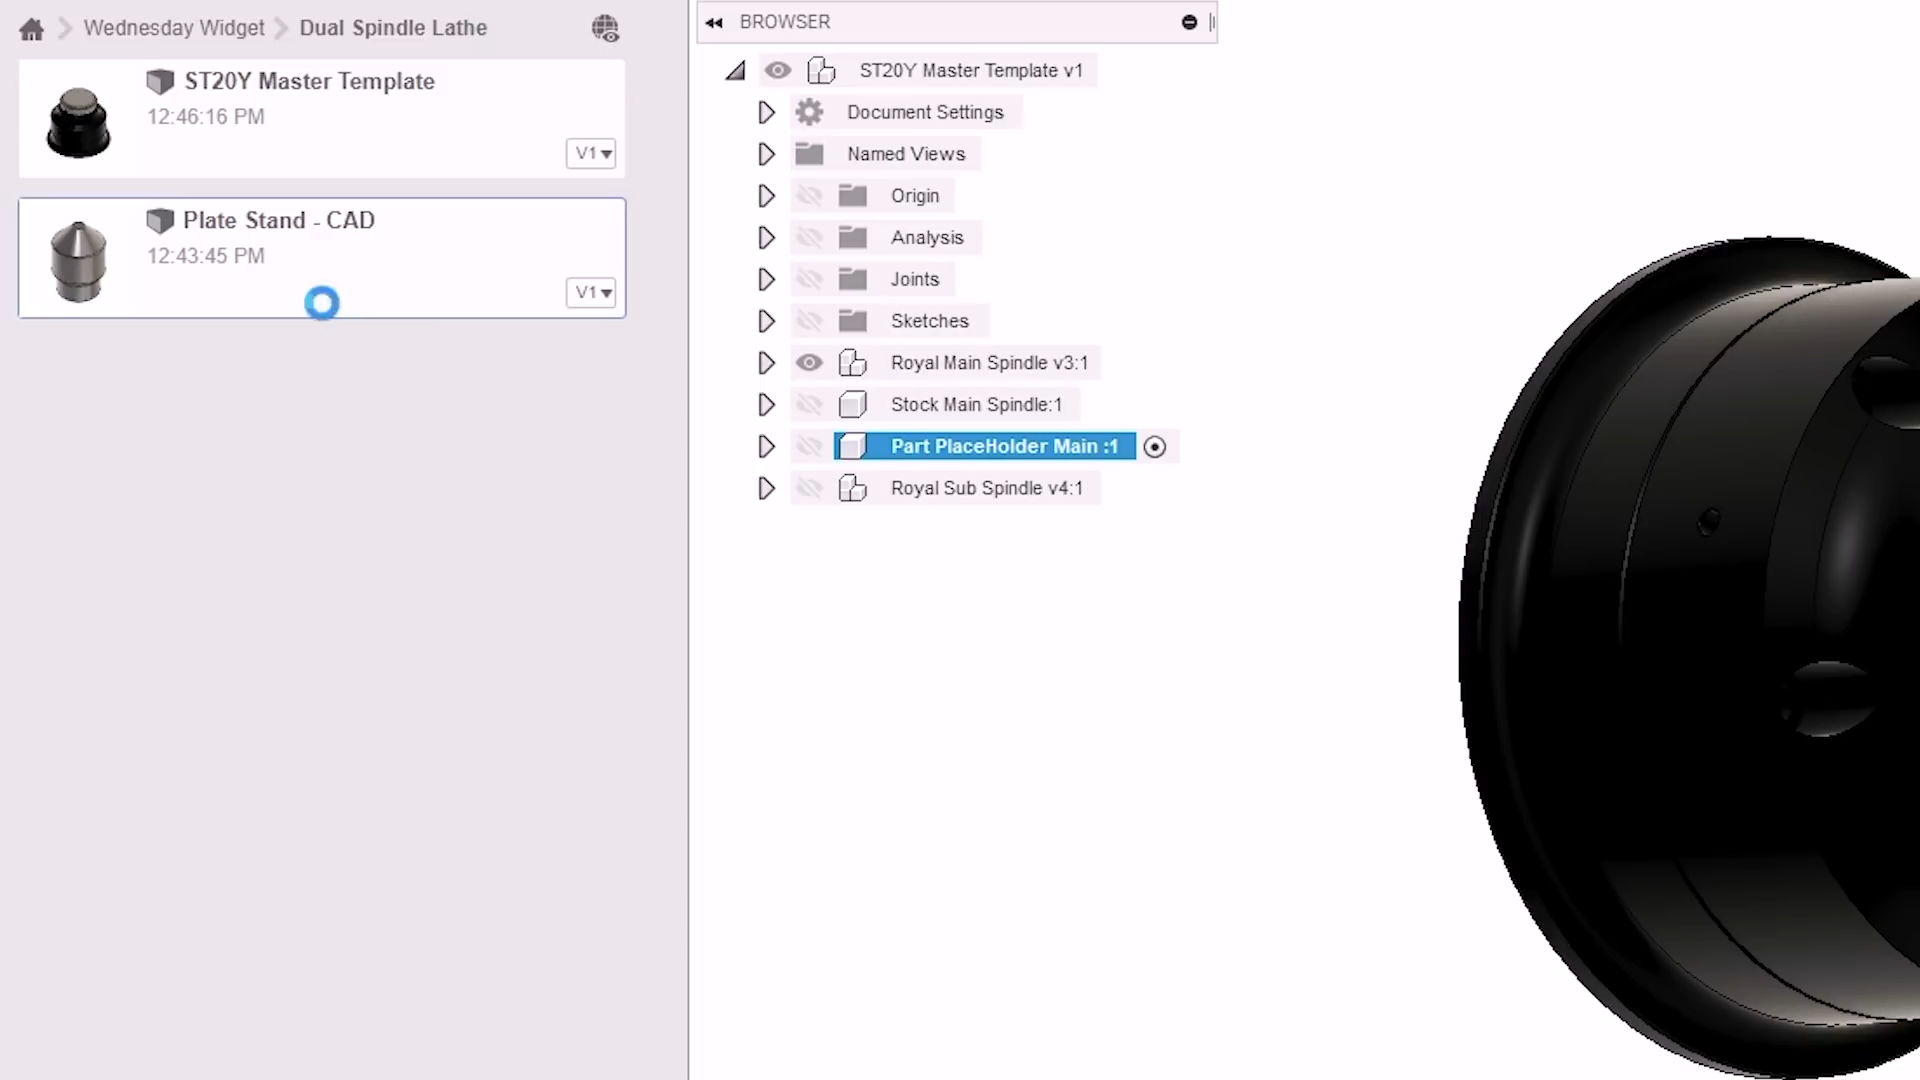 Wednesday Widget Dual Spindle Lathe
ST20Y Master Template
12:46:16 PM
V1
Plate Stand - CAD
12:43:45 PM
V1
BROWSER
ST20Y Master Template v1
Document Settings
Named Views
Origin
Analysis
Joints
Sketches
Royal Main Spindle v3:1
Stock Main Spindle:1
Part PlaceHolder Main :1
Royal Sub Spindle v4:1